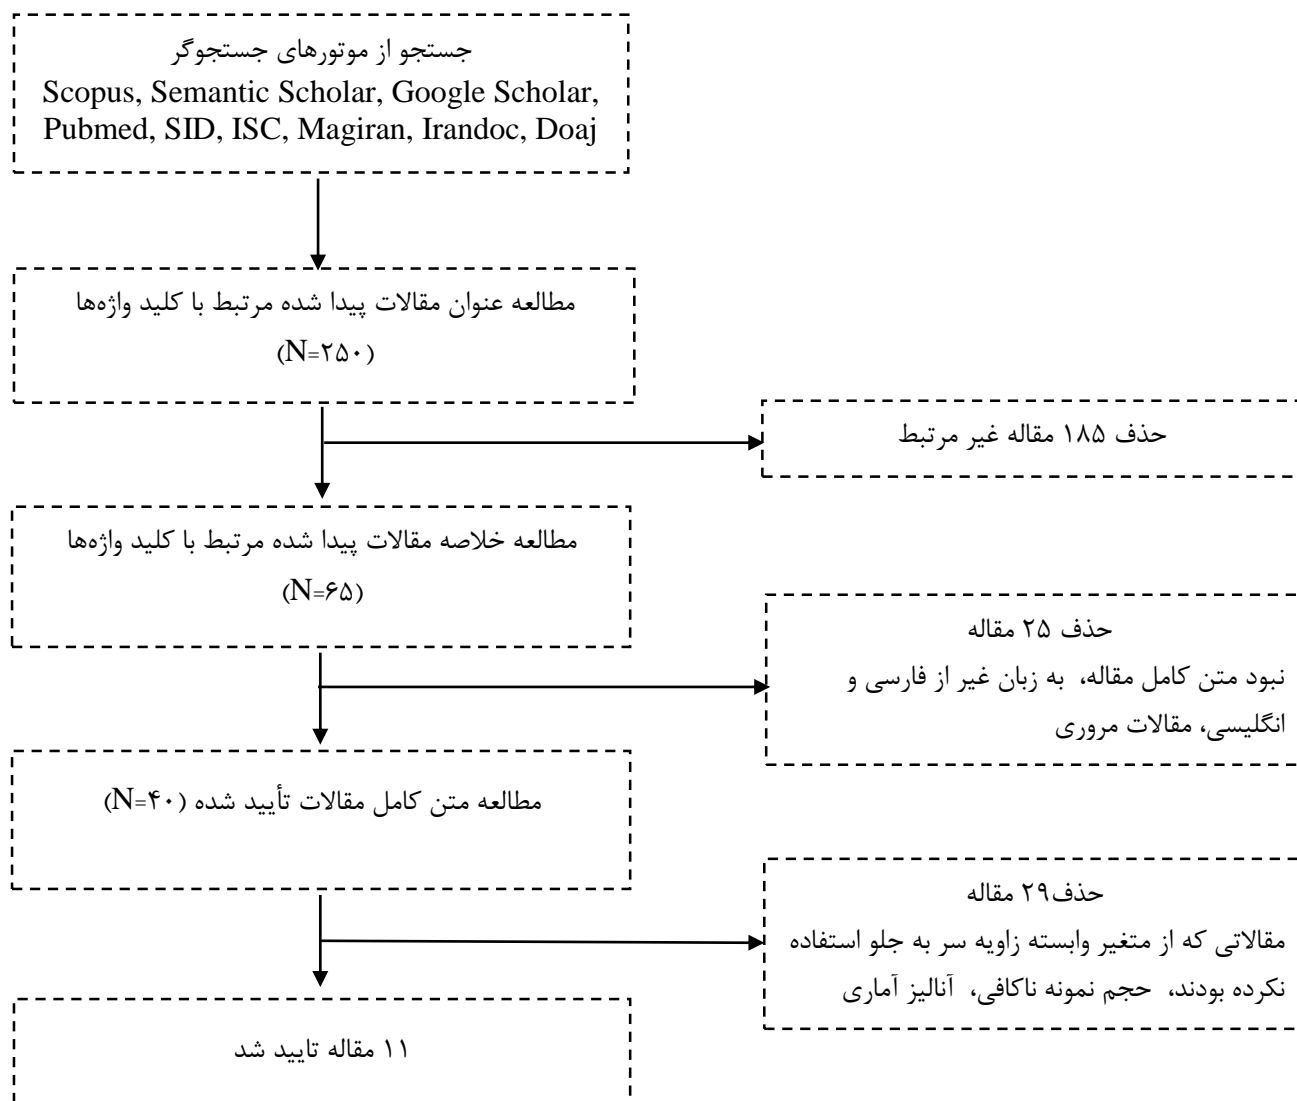 جستجو از موتورهای جستجوگر
Scopus, Semantic Scholar, Google Scholar,
Pubmed, SID, ISC, Magiran, Irandoc, Doaj
مطالعه عنوان مقالات پیدا شده مرتبط با کلید واژه‌ها
(N=۲۵۰)
حذف ۱۸۵ مقاله غیر مرتبط
مطالعه خلاصه مقالات پیدا شده مرتبط با کلید واژه‌ها
(N=۶۵)
حذف ۲۵ مقاله
نبود متن کامل مقاله، به زبان غیر از فارسی و
انگلیسی، مقالات مروری
مطالعه متن کامل مقالات تأیید شده (N=۴۰)
حذف۲۹ مقاله
مقالاتی که از متغیر وابسته زاویه سر به جلو استفاده
نکرده بودند، حجم نمونه ناکافی، آنالیز آماری
۱۱ مقاله تایید شد